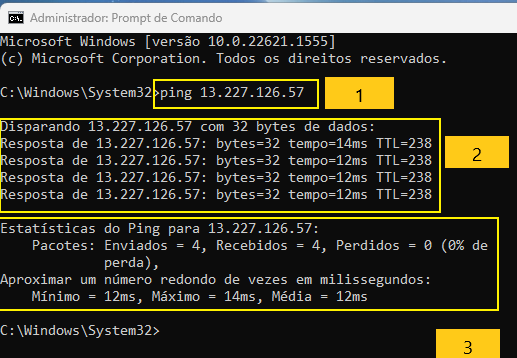 Administrador: Prompt de Comando
Microsoft Windows [versão 10.0.22621.1555]
(c) Microsoft Corporation. Todos os direitos reservados.
C:\Windows\System32>ping 13.227.126.57
1
Disparando 13.227.126.57 com 32 bytes de dados:
Resposta de 13.227.126.57: bytes=32 tempo=14ms TTL=238
Resposta de 13.227.126.57: bytes=32 tempo=12ms TTL=238
Resposta de 13.227.126.57: bytes=32 tempo=12ms TTL=238
Resposta de 13.227.126.57: bytes=32 tempo=12ms TTL=238
2
Estatísticas do Ping para 13.227.126.57:
Pacotes: Enviados = 4, Recebidos = 4, Perdidos = 0 (0% de
perda),
Aproximar um número redondo de vezes em milissegundos:
Mínimo = 12ms, Máximo = 14ms, Média = 12ms
C:\Windows\System32>
3